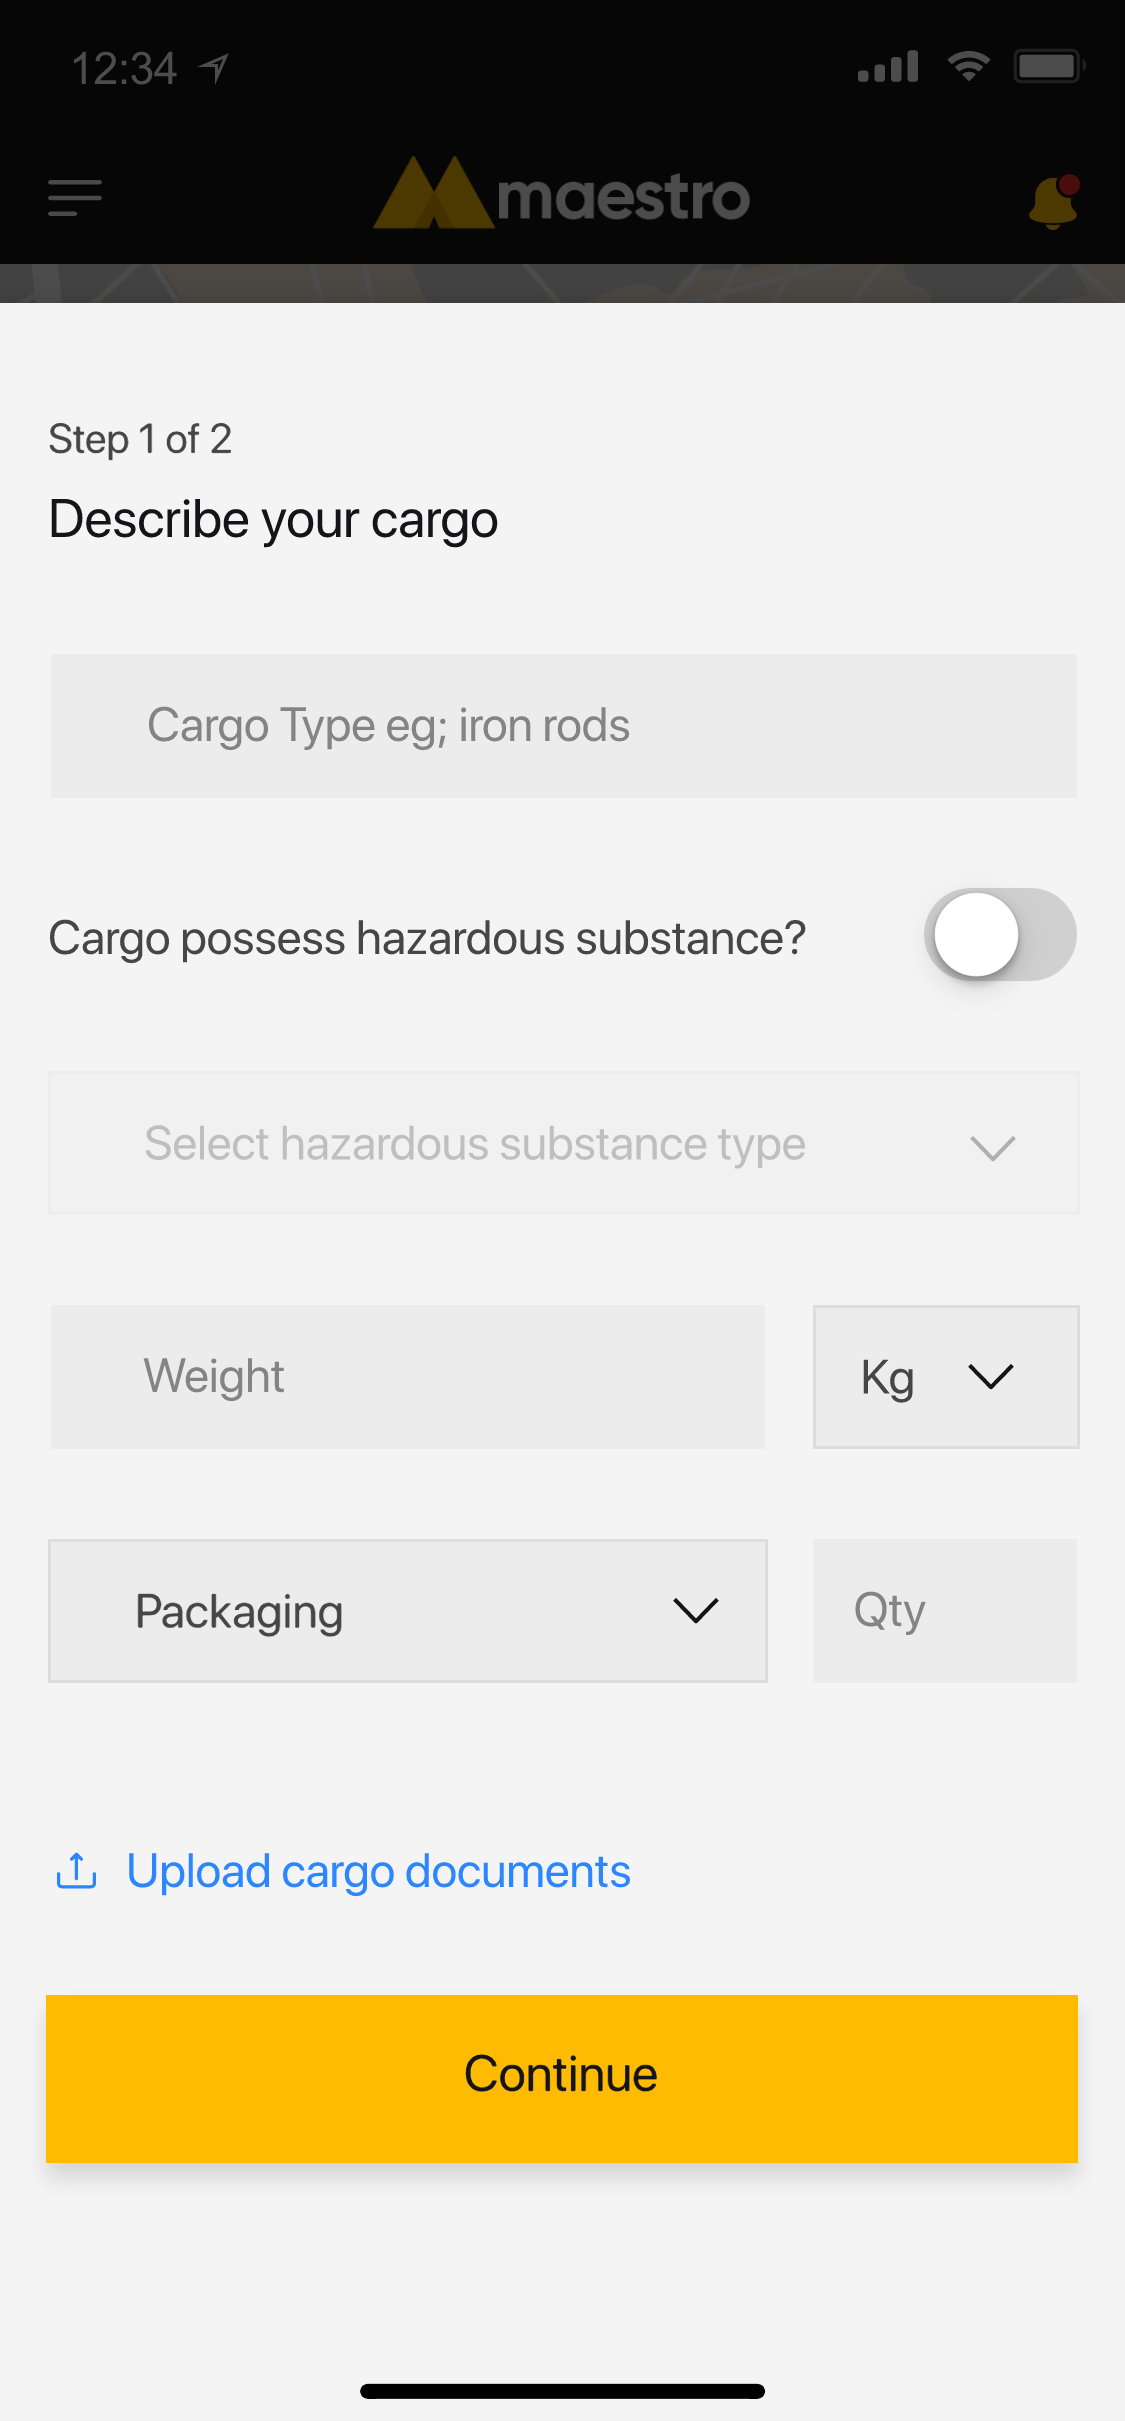 12:34
maestro
Step 1 of 2
Describe your cargo
Cargo Type eg; iron rods
Cargo possess hazardous substance?
Select hazardous substance type
Weight
Kg
Packaging
Qty
Upload cargo documents
Continue